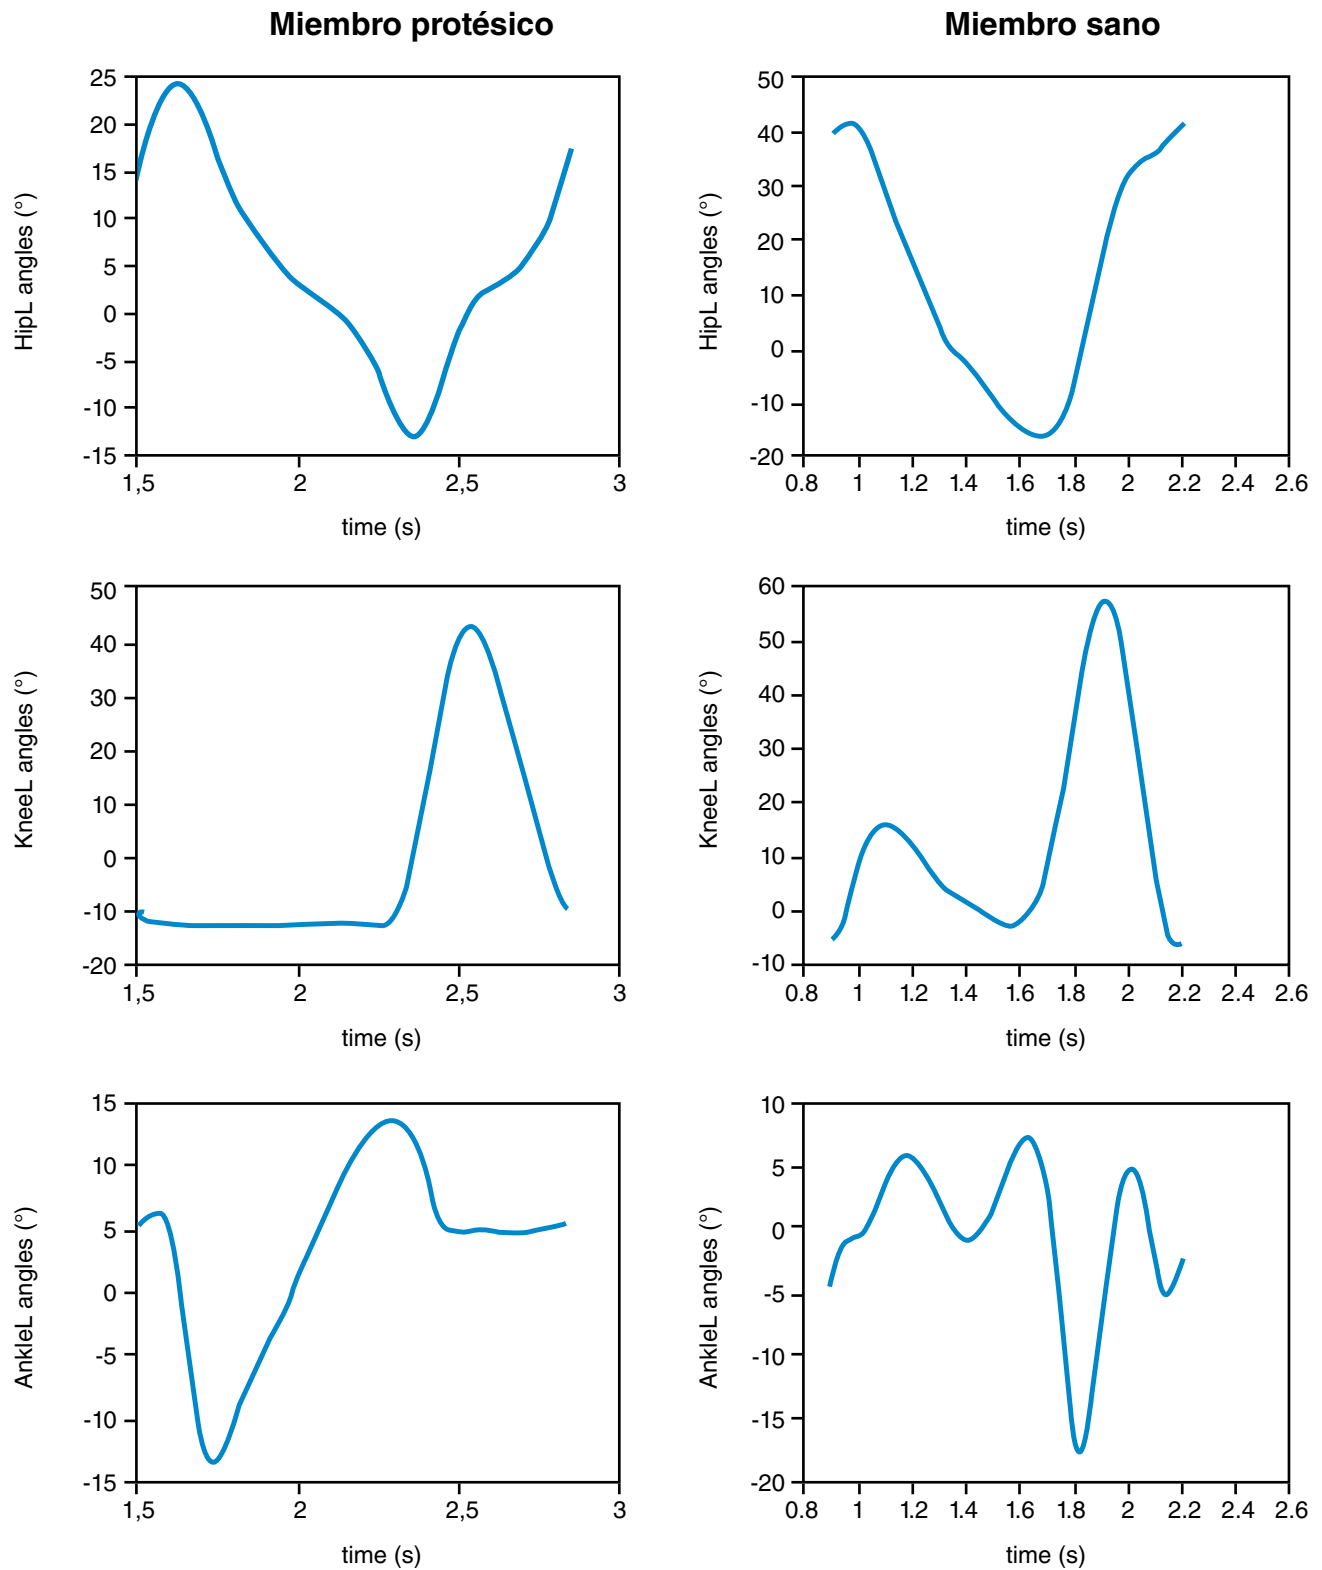 Miembro protésico
Miembro sano
HipL angles (°)
25
20
15
10
5
0
-5
-10
-15
1,5 2 2,5 3
time (s)
HipL angles (°)
50
40
30
20
10
0
-10
-20
0.8 1 1.2 1.4 1.6 1.8 2 2.2 2.4 2.6
time (s)
KneeL angles (°)
50
40
30
20
10
0
-10
-20
1,5 2 2,5 3
time (s)
KneeL angles (°)
60
50
40
30
20
10
0
-10
0.8 1 1.2 1.4 1.6 1.8 2 2.2 2.4 2.6
time (s)
AnkleL angles (°)
15
10
5
0
-5
-10
-15
1,5 2 2,5 3
time (s)
AnkleL angles (°)
10
5
0
-5
-10
-15
-20
0.8 1 1.2 1.4 1.6 1.8 2 2.2 2.4 2.6
time (s)